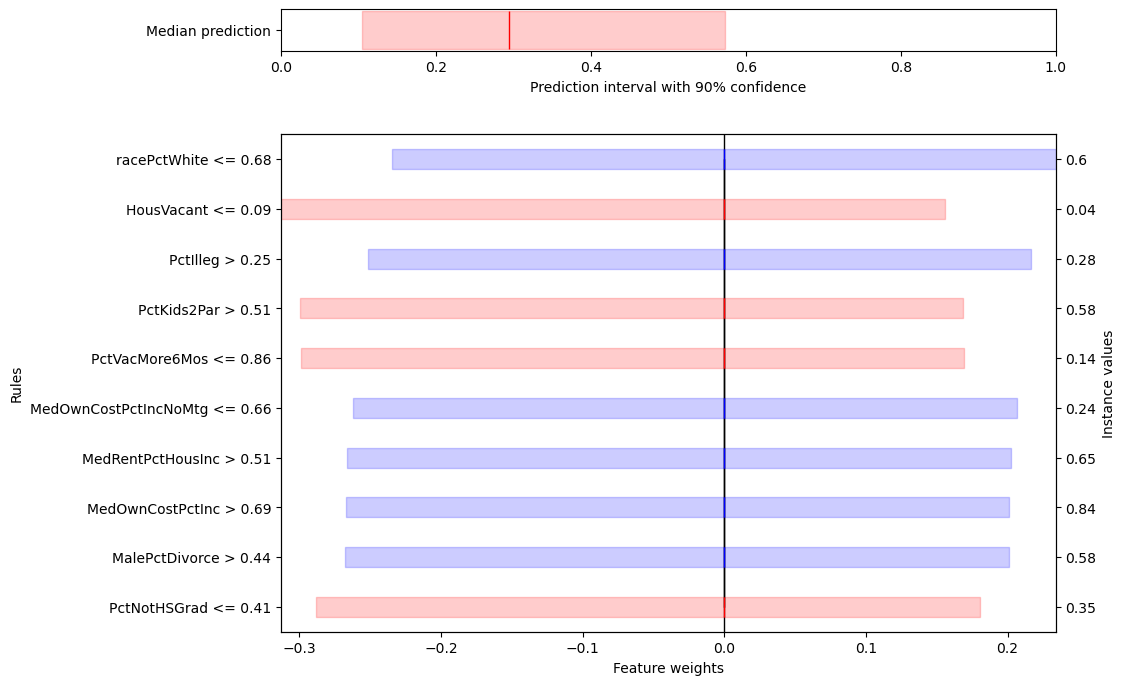 Median prediction
0.0 0.2 0.4 0.6 0.8 1.0
Prediction interval with 90% confidence
racePctWhite <= 0.68 0.6
HousVacant <= 0.09 0.04
PctIlleg > 0.25 0.28
PctKids2Par > 0.51 0.58
PctVacMore6Mos <= 0.86 0.14
MedOwnCostPctIncNoMtg <= 0.66 0.24
MedRentPctHousInc > 0.51 0.65
MedOwnCostPctInc > 0.69 0.84
MalePctDivorce > 0.44 0.58
PctNotHSGrad <= 0.41 0.35
Rules
Instance values
−0.3 −0.2 −0.1 0.0 0.1 0.2
Feature weights